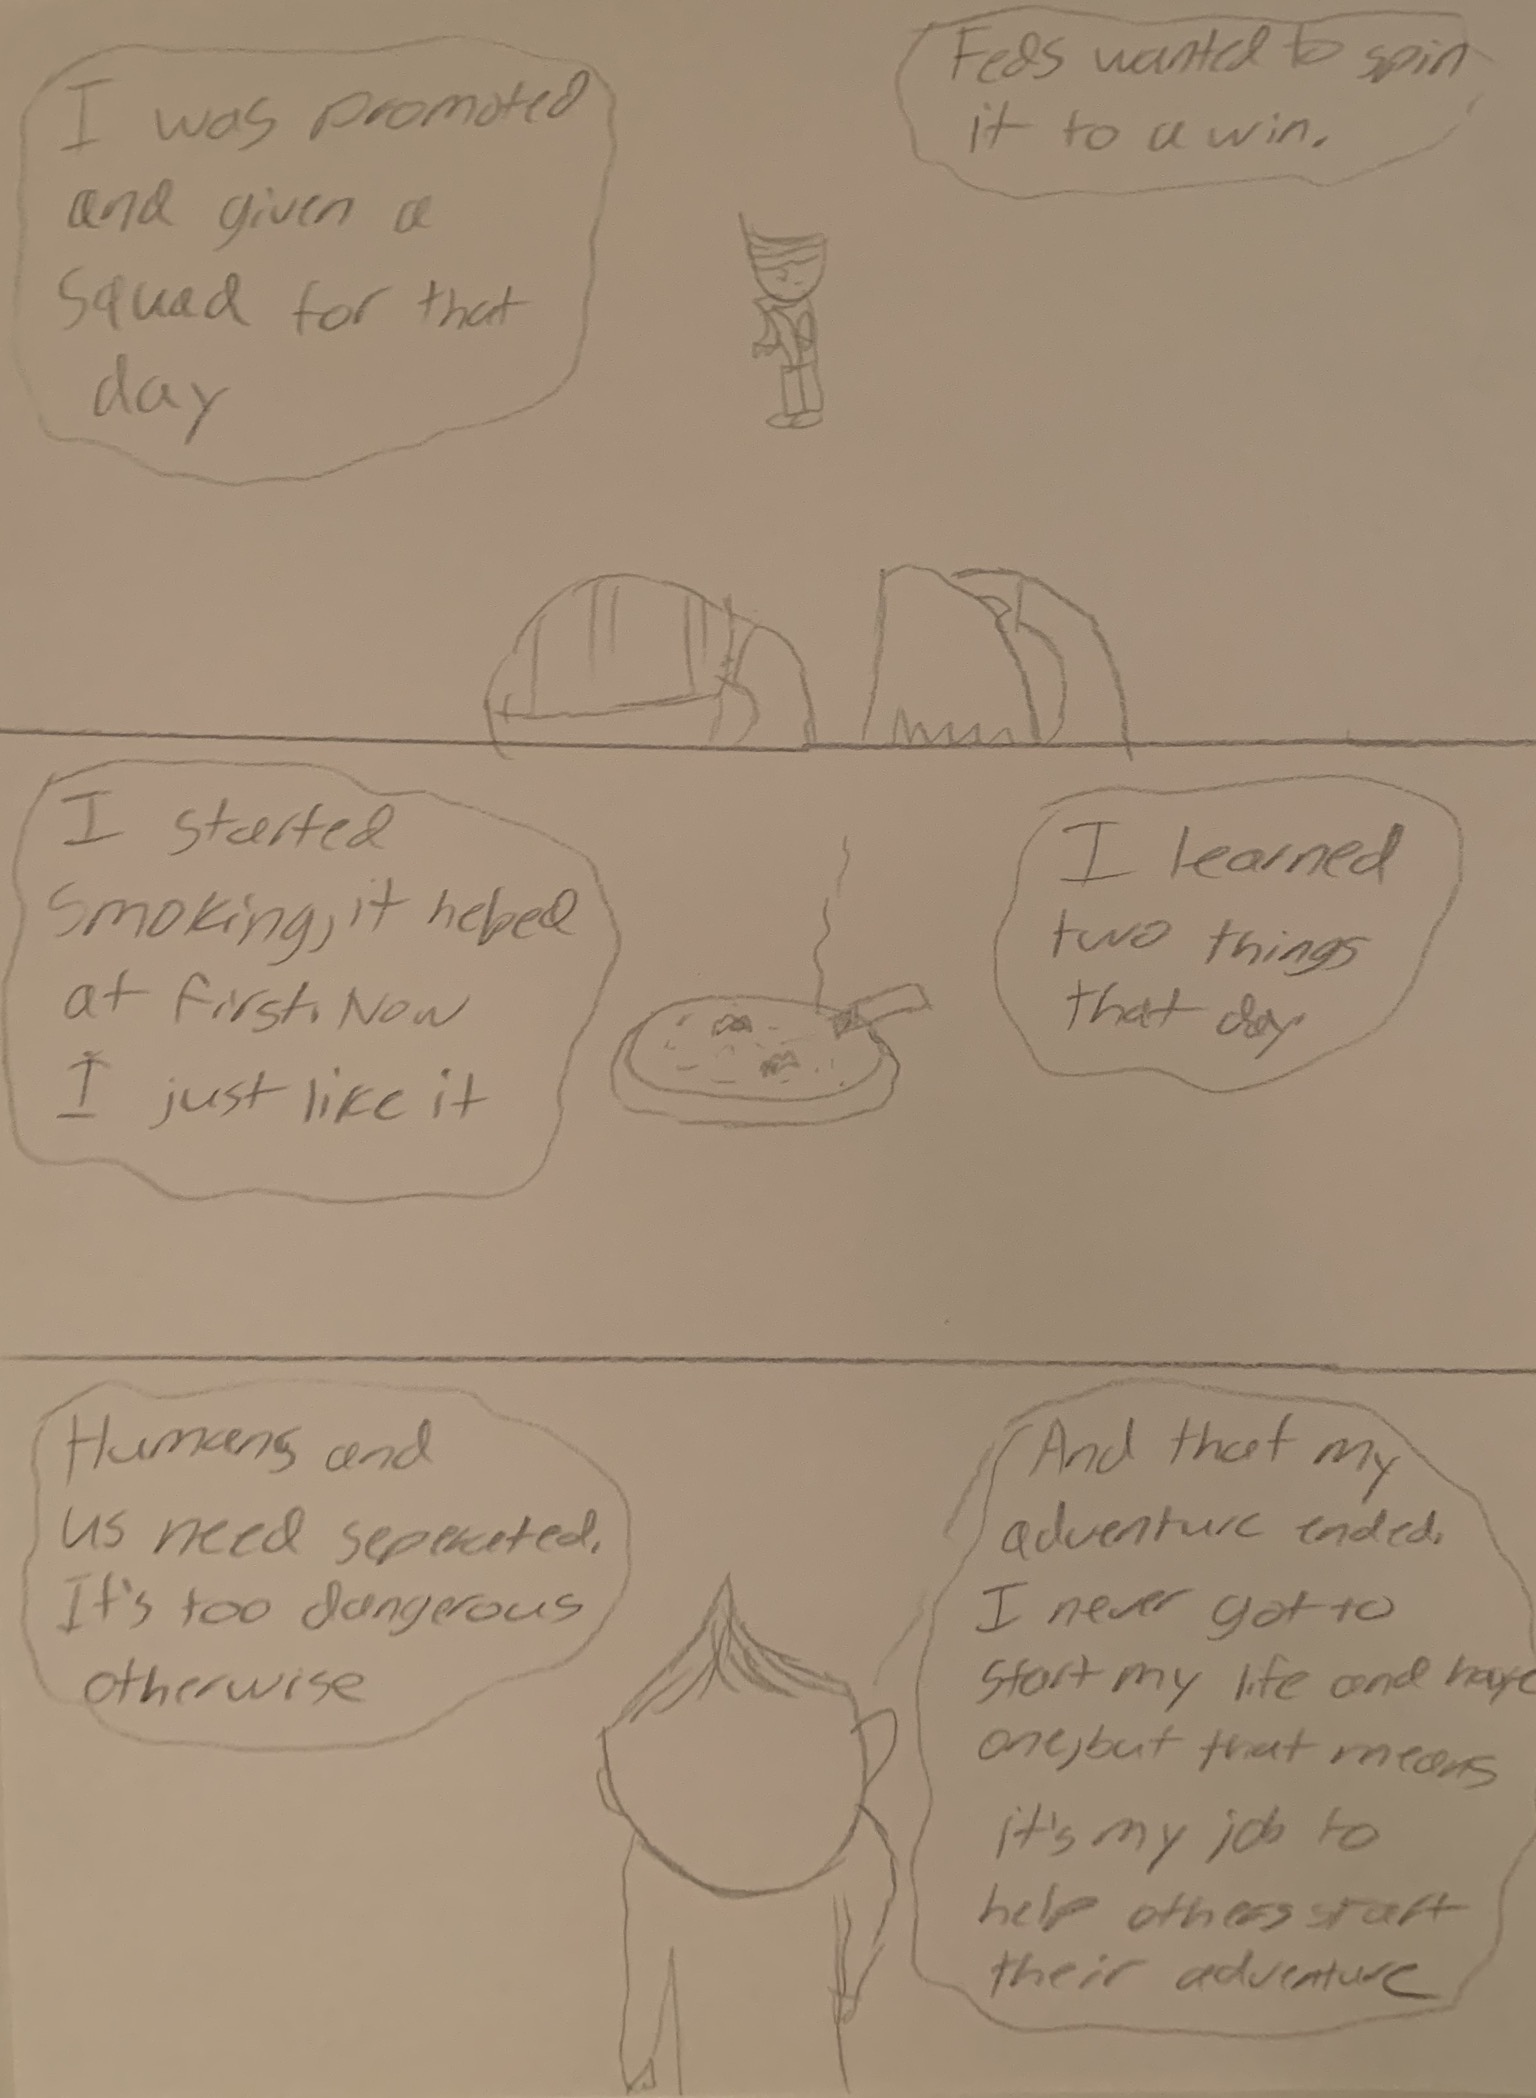 I was promoted
and given a
squad for that
day
Feds wanted to spin
it to a win.
I started
smoking, it helped
at first. Now
I just like it
I learned
two things
that day
Humans and
us need seperated.
It's too dangerous
otherwise
And that my
adventure ended.
I never got to
start my life and have
one, but that means
it's my job to
help others start
their adventure